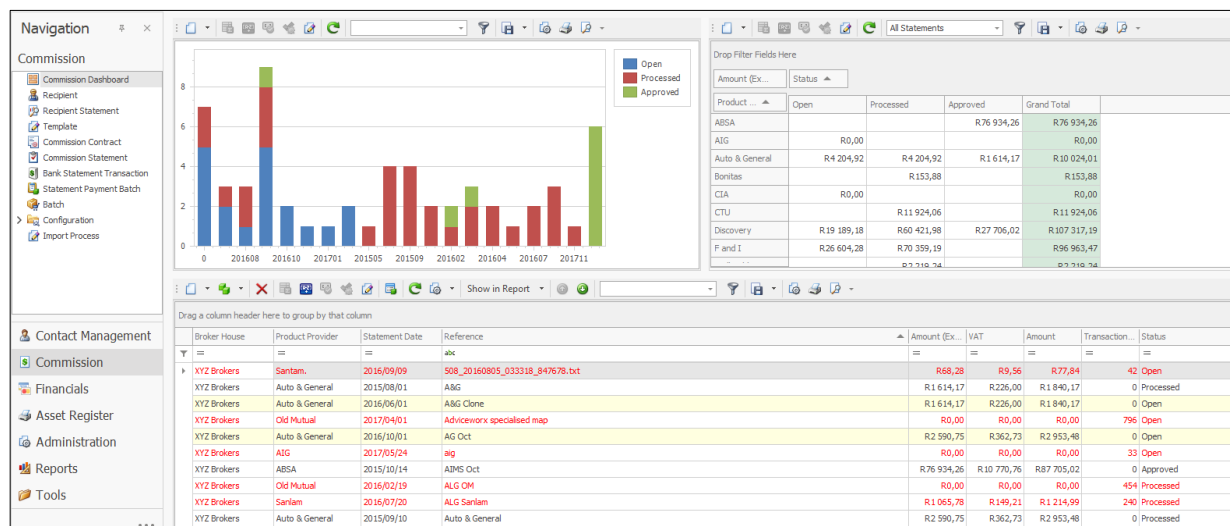 Navigation
Commission
Commission Dashboard
Recipient
Recipient Statement
Template
Commission Contract
Commission Statement
Bank Statement Transaction
Statement Payment Batch
Batch
Configuration
Import Process
Contact Management
Commission
Financials
Asset Register
Administration
Reports
Tools
8
6
4
2
0
0 201608 201610 201701 201505 201509 201602 201604 201607 201711
Open
Processed
Approved
All Statements
Drop Filter Fields Here
Amount (Ex... Status
Product ... Open Processed Approved Grand Total
ABSA R76 934,26 R76 934,26
AIG R0,00 R0,00
Auto & General R4 204,92 R4 204,92 R1 614,17 R10 024,01
Bonitas R153,88 R153,88
CIA R0,00 R0,00
CTU R11 924,06 R11 924,06
Discovery R19 189,18 R60 421,98 R27 706,02 R107 317,19
F and I R26 604,28 R70 359,19 R96 963,47
R2 219,24 R2 219,24
Show in Report
Drag a column header here to group by that column
Broker House Product Provider Statement Date Reference Amount (Ex... VAT Amount Transaction... Status
= = = abc = = = = =
XYZ Brokers Santam. 2016/09/09 508_20160805_033318_847678.txt R68,28 R9,56 R77,84 42 Open
XYZ Brokers Auto & General 2015/08/01 A&G R1 614,17 R226,00 R1 840,17 0 Processed
XYZ Brokers Auto & General 2016/06/01 A&G Clone R1 614,17 R226,00 R1 840,17 0 Open
XYZ Brokers Old Mutual 2017/04/01 Adviceworx specialised map R0,00 R0,00 R0,00 796 Open
XYZ Brokers Auto & General 2016/10/01 AG Oct R2 590,75 R362,73 R2 953,48 0 Open
XYZ Brokers AIG 2017/05/24 aig R0,00 R0,00 R0,00 33 Open
XYZ Brokers ABSA 2015/10/14 AIMS Oct R76 934,26 R10 770,76 R87 705,02 0 Approved
XYZ Brokers Old Mutual 2016/02/19 ALG OM R0,00 R0,00 R0,00 454 Processed
XYZ Brokers Sanlam 2016/07/20 ALG Sanlam R1 065,78 R149,21 R1 214,99 240 Processed
XYZ Brokers Auto & General 2015/09/10 Auto & General R2 590,75 R362,73 R2 953,48 0 Processed